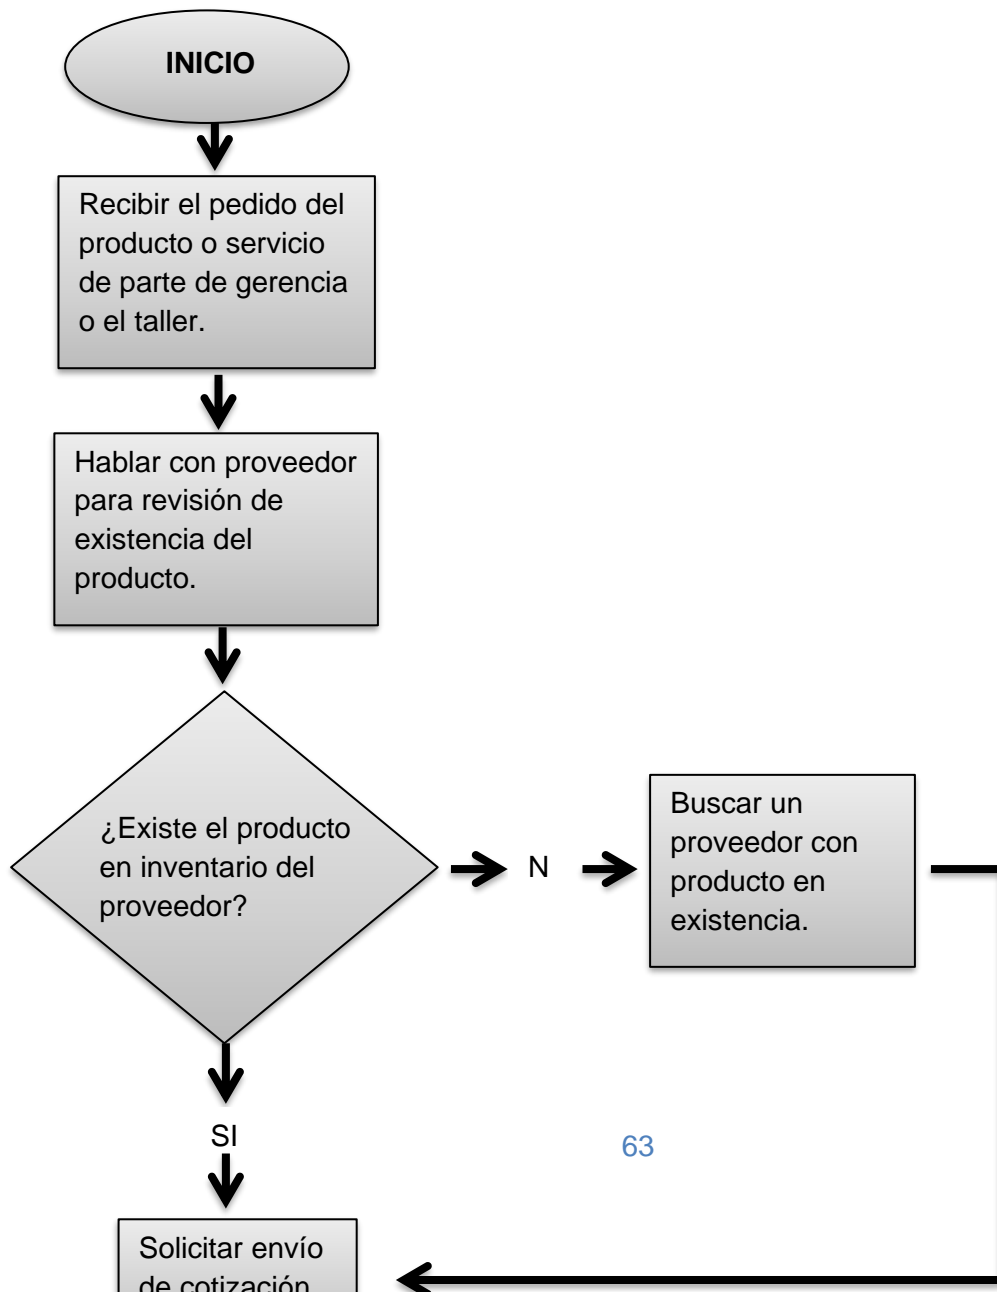 INICIO
Recibir el pedido del
producto o servicio
de parte de gerencia
o el taller.
Hablar con proveedor
para revisión de
existencia del
producto.
¿Existe el producto
en inventario del
proveedor?
N
Buscar un
proveedor con
producto en
existencia.
SI
63
Solicitar envío
de cotización